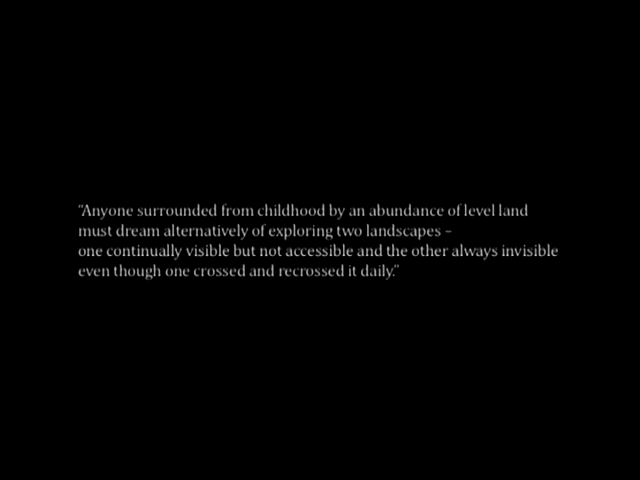 “Anyone surrounded from childhood by an abundance of level land
must dream alternatively of exploring two landscapes –
one continually visible but not accessible and the other always invisible
even though one crossed and recrossed it daily.”